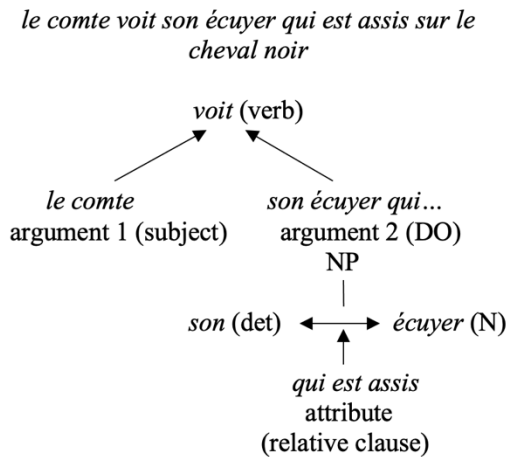 le comte voit son écuyer qui est assis sur le
cheval noir
voit (verb)
le comte
argument 1 (subject)
son écuyer qui…
argument 2 (DO)
NP
son (det)
écuyer (N)
qui est assis
attribute
(relative clause)